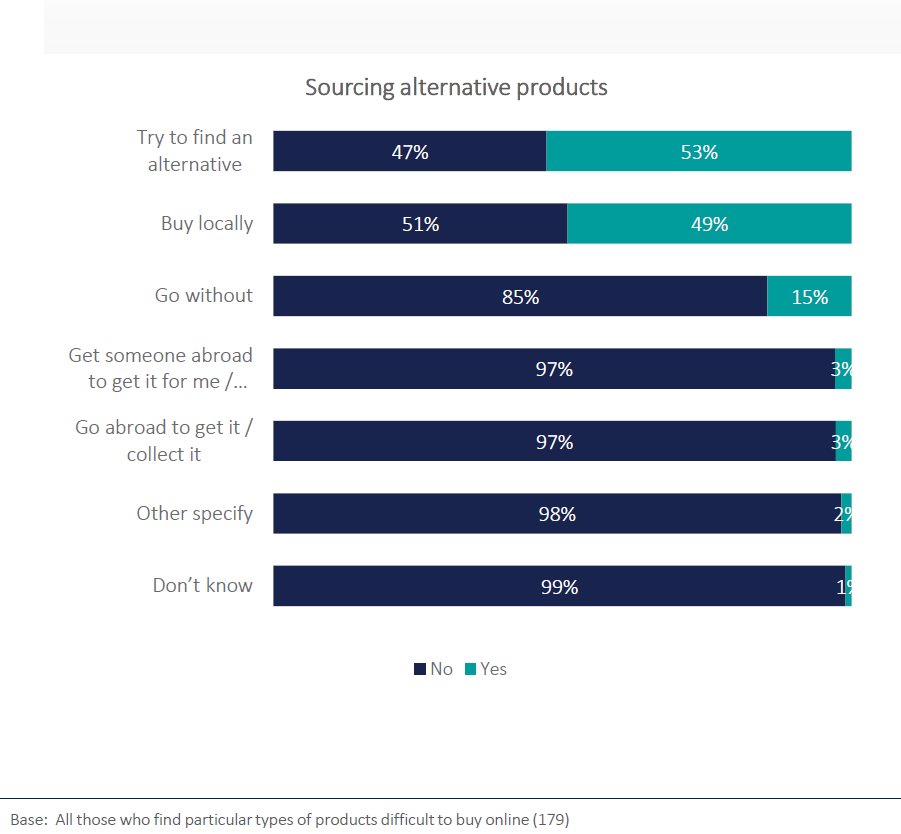 Sourcing alternative products
Try to find an
alternative
47%
53%
Buy locally
51%
49%
Go without
85%
15%
Get someone abroad
to get it for me /...
97%
3%
Go abroad to get it /
collect it
97%
3%
Other specify
98%
2%
Don’t know
99%
1%
No
Yes
Base:  All those who find particular types of products difficult to buy online (179)